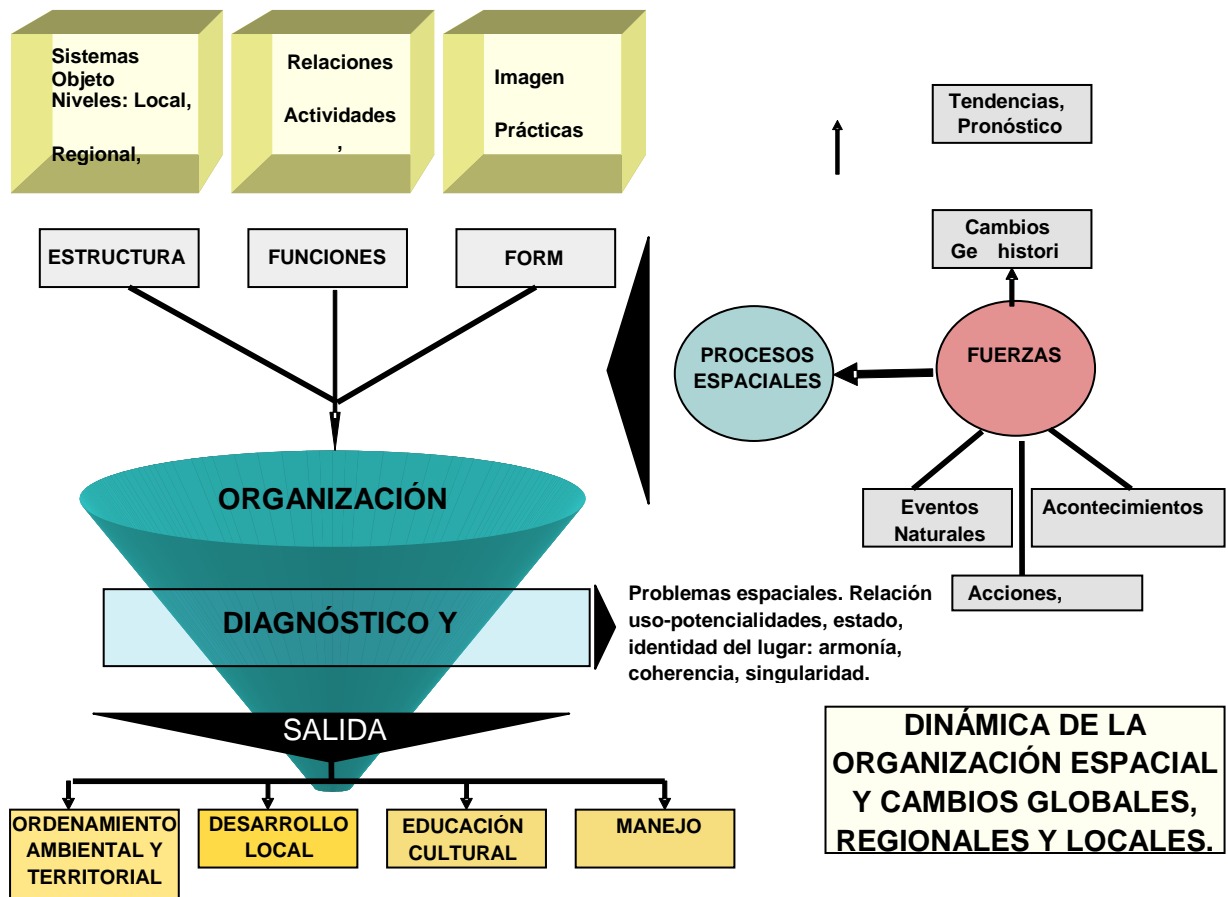 Sistemas
Objeto
Niveles: Local,
Regional,
Relaciones
Actividades
,
Imagen
Prácticas
Tendencias,
Pronóstico
ESTRUCTURA
FUNCIONES
FORM
Cambios
Ge histori
PROCESOS
ESPACIALES
FUERZAS
ORGANIZACIÓN
Eventos
Naturales
Acontecimientos
Acciones,
DIAGNÓSTICO Y
Problemas espaciales. Relación
uso-potencialidades, estado,
identidad del lugar: armonía,
coherencia, singularidad.
SALIDA
ORDENAMIENTO
AMBIENTAL Y
TERRITORIAL
DESARROLLO
LOCAL
EDUCACIÓN
CULTURAL
MANEJO
DINÁMICA DE LA
ORGANIZACIÓN ESPACIAL
Y CAMBIOS GLOBALES,
REGIONALES Y LOCALES.